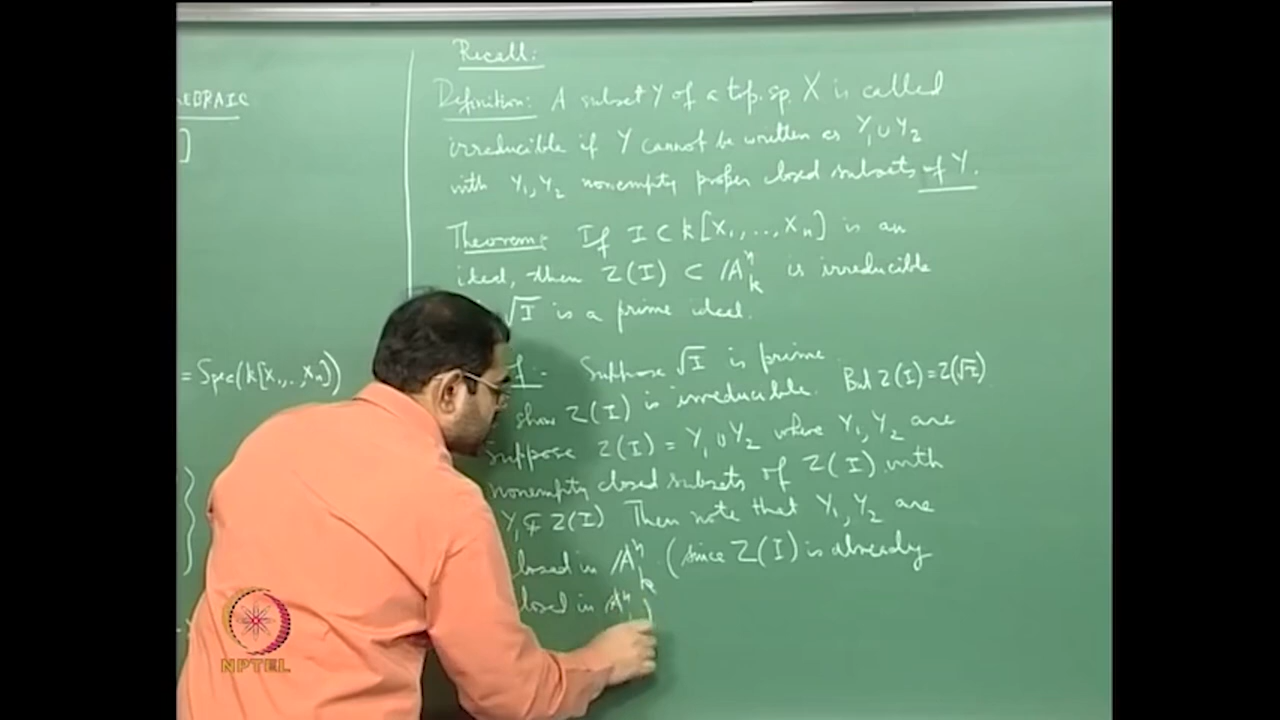 EBRAIC
]
= Spec(k[X₁,..,Xₙ])
}
Recall:
Definition: A subset Y of a top. sp. X is called
irreducible if Y cannot be written as Y₁∪Y₂
with Y₁, Y₂ nonempty proper closed subsets of Y.
Theorem: If I ⊂ k[X₁,..,Xₙ] is an
ideal, then Z(I) ⊂ 𝔸ⁿₖ is irreducible
√I is a prime ideal.
f :- Suppose √I is prime
show Z(I) is irreducible. But Z(I)=Z(√I)
Suppose Z(I) = Y₁∪Y₂ where Y₁, Y₂ are
nonempty closed subsets of Z(I) with
Y₁⊊Z(I) Then note that Y₁, Y₂ are
losed in 𝔸ⁿₖ (since Z(I) is already
losed in 𝔸ⁿ )
NPTEL